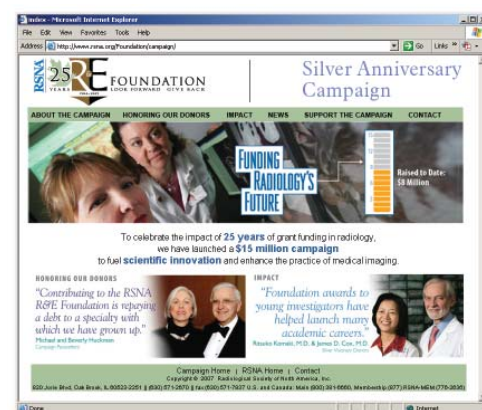 index - Microsoft Internet Explorer
File Edit View Favorites Tools Help
Address http://www.rsna.org/Foundation/campaign/ Go Links »
RSNA 25 YEARS R&E FOUNDATION
LOOK FORWARD GIVE BACK
Silver Anniversary
Campaign
ABOUT THE CAMPAIGN HONORING OUR DONORS IMPACT NEWS SUPPORT THE CAMPAIGN CONTACT
FUNDING
RADIOLOGY'S
FUTURE
Raised to Date:
$8 Million
To celebrate the impact of 25 years of grant funding in radiology,
we have launched a $15 million campaign
to fuel scientific innovation and enhance the practice of medical imaging.
HONORING OUR DONORS
"Contributing to the RSNA
R&E Foundation is repaying
a debt to a specialty with
which we have grown up."
Michael and Beverly Huckman
IMPACT
"Foundation awards to
young investigators have
helped launch many
academic careers."
Ritsuko Komaki, M.D. & James D. Cox, M.D.
Campaign Home | RSNA Home | Contact
Copyright © 2007 Radiological Society of North America, Inc.
Done Internet